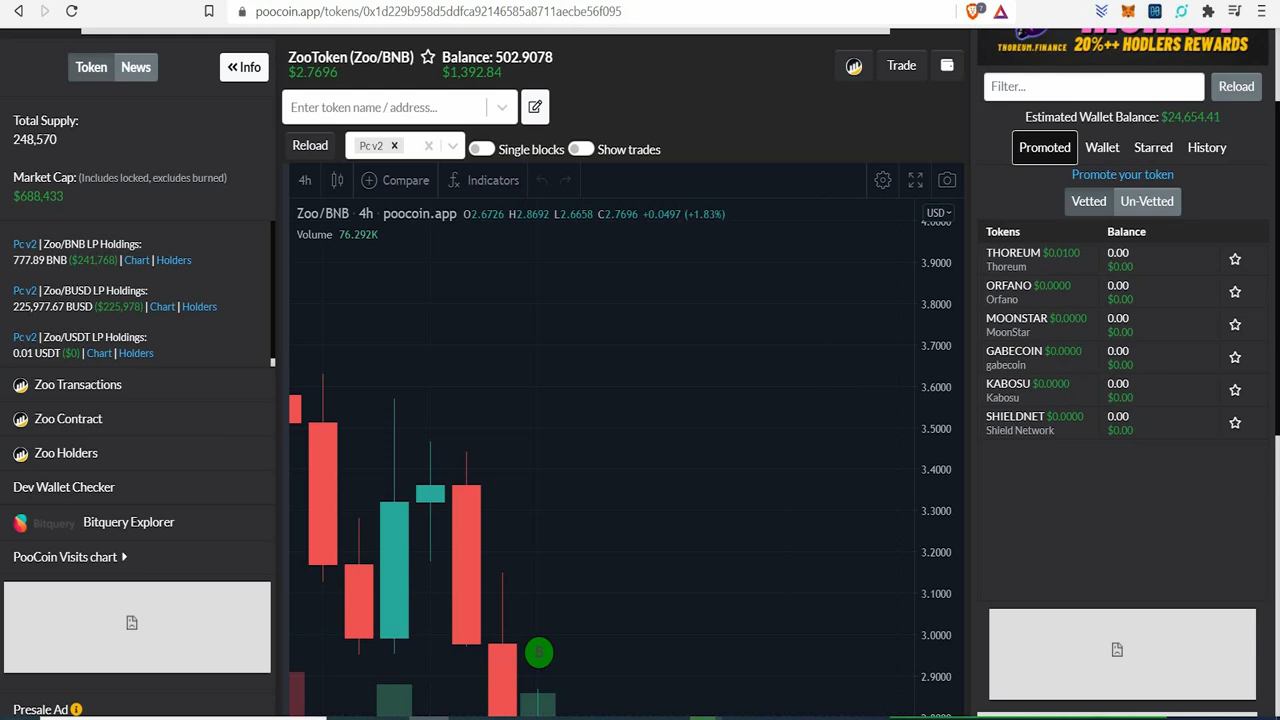 poocoin.app/tokens/0x1d229b958d5ddfca92146585a8711aecbe56f095
7
THOREUM.FINANCE
20%++ HODLERS REWARDS
Token
News
Info
ZooToken (Zoo/BNB)
$2.7696
Balance: 502.9078
$1,392.84
Trade
Filter...
Reload
Total Supply:
248,570
Market Cap: (Includes locked, excludes burned)
$688,433
Pc v2 | Zoo/BNB LP Holdings:
777.89 BNB ($241,768) | Chart | Holders
Pc v2 | Zoo/BUSD LP Holdings:
225,977.67 BUSD ($225,978) | Chart | Holders
Pc v2 | Zoo/USDT LP Holdings:
0.01 USDT ($0) | Chart | Holders
Zoo Transactions
Zoo Contract
Zoo Holders
Dev Wallet Checker
Bitquery
Bitquery Explorer
PooCoin Visits chart
Presale Ad
Enter token name / address...
Reload
Pc v2
Single blocks
Show trades
4h
Compare
Indicators
Zoo/BNB · 4h · poocoin.app O2.6726 H2.8692 L2.6658 C2.7696 +0.0497 (+1.83%)
Volume 76.292K
USD
3.9000
3.8000
3.7000
3.6000
3.5000
3.4000
3.3000
3.2000
3.1000
3.0000
2.9000
B
Estimated Wallet Balance: $24,654.41
Promoted
Wallet
Starred
History
Promote your token
Vetted
Un-Vetted
Tokens
Balance
THOREUM $0.0100
0.00
Thoreum
$0.00
ORFANO $0.0000
0.00
Orfano
$0.00
MOONSTAR $0.0000
0.00
MoonStar
$0.00
GABECOIN $0.0000
0.00
gabecoin
$0.00
KABOSU $0.0000
0.00
Kabosu
$0.00
SHIELDNET $0.0000
0.00
Shield Network
$0.00